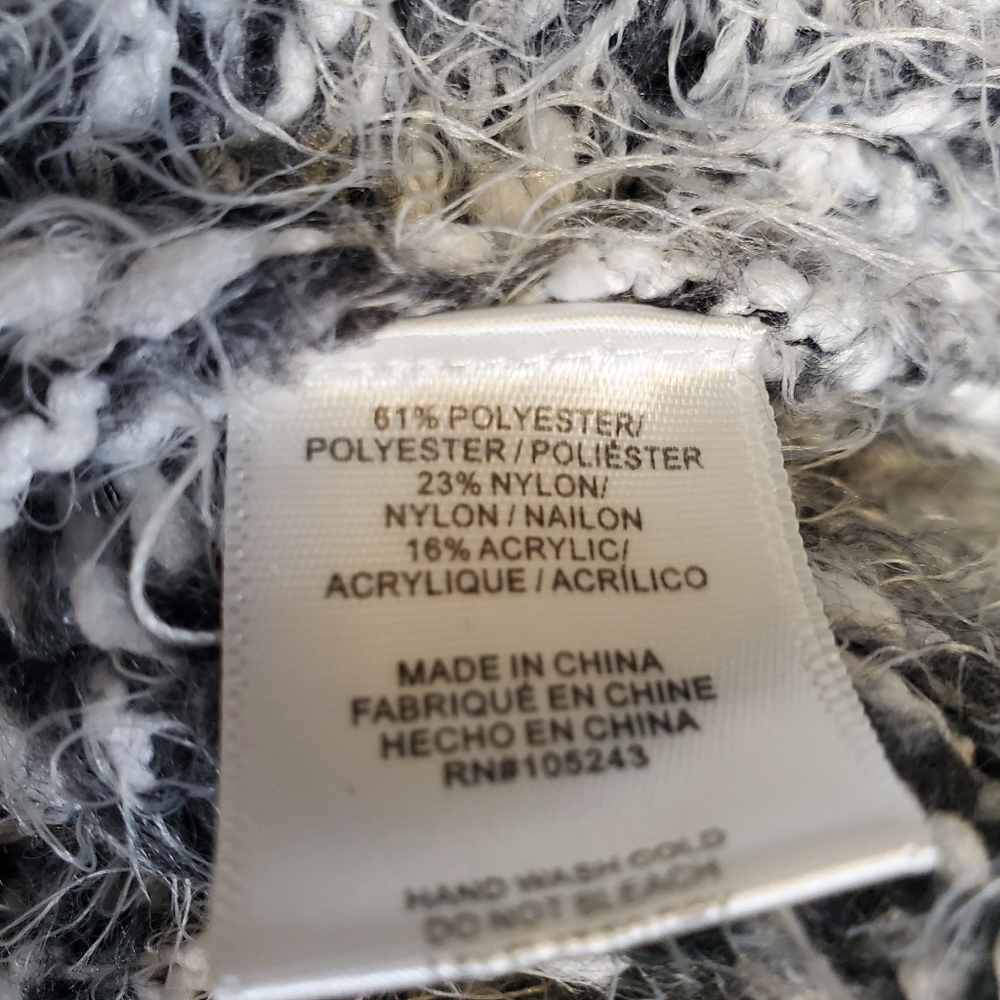 61% POLYESTER/
POLYESTER / POLIÉSTER
23% NYLON/
NYLON / NAILON
16% ACRYLIC/
ACRYLIQUE / ACRÍLICO
MADE IN CHINA
FABRIQUÉ EN CHINE
HECHO EN CHINA
RN#105243
HAND WASH COLD
DO NOT BLEACH